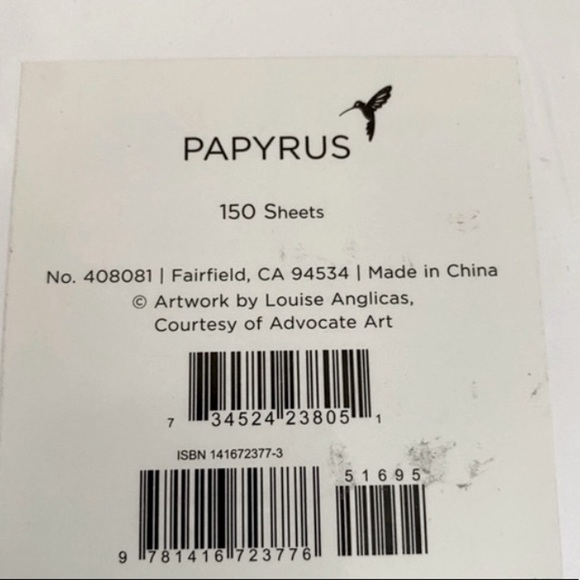 PAPYRUS
150 Sheets
No. 408081 | Fairfield, CA 94534 | Made in China
© Artwork by Louise Anglicas,
Courtesy of Advocate Art
7 34524 23805 1
ISBN 141672377-3
51695
9 781416 723776